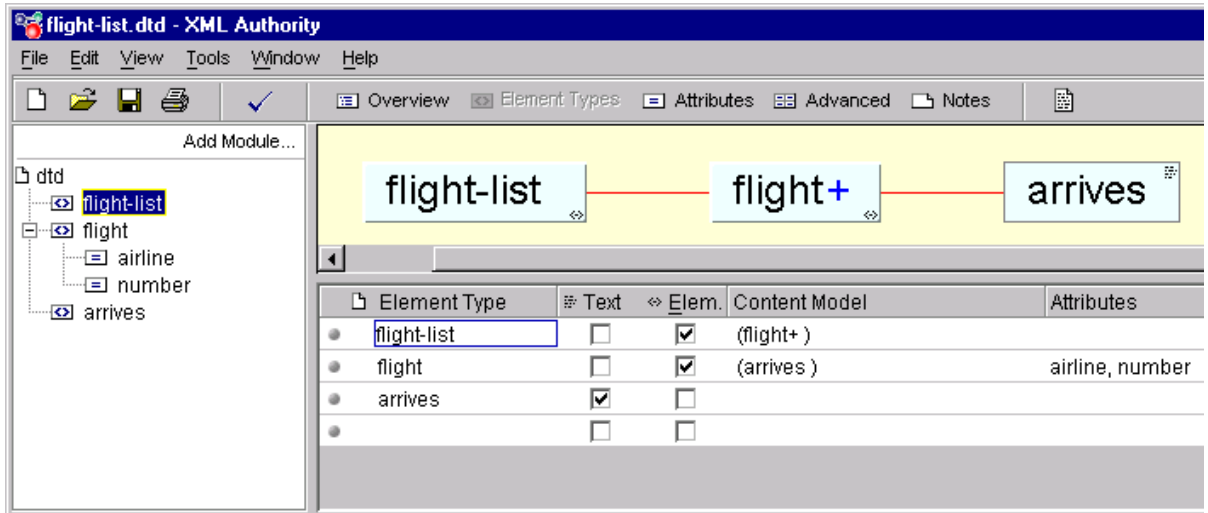 flight-list.dtd - XML Authority
File Edit View Tools Window Help
Overview Element Types Attributes Advanced Notes
Add Module...
dtd
flight-list
flight
airline
number
arrives
flight-list flight+ arrives
Element Type Text Elem. Content Model Attributes
flight-list (flight+ )
flight (arrives ) airline, number
arrives